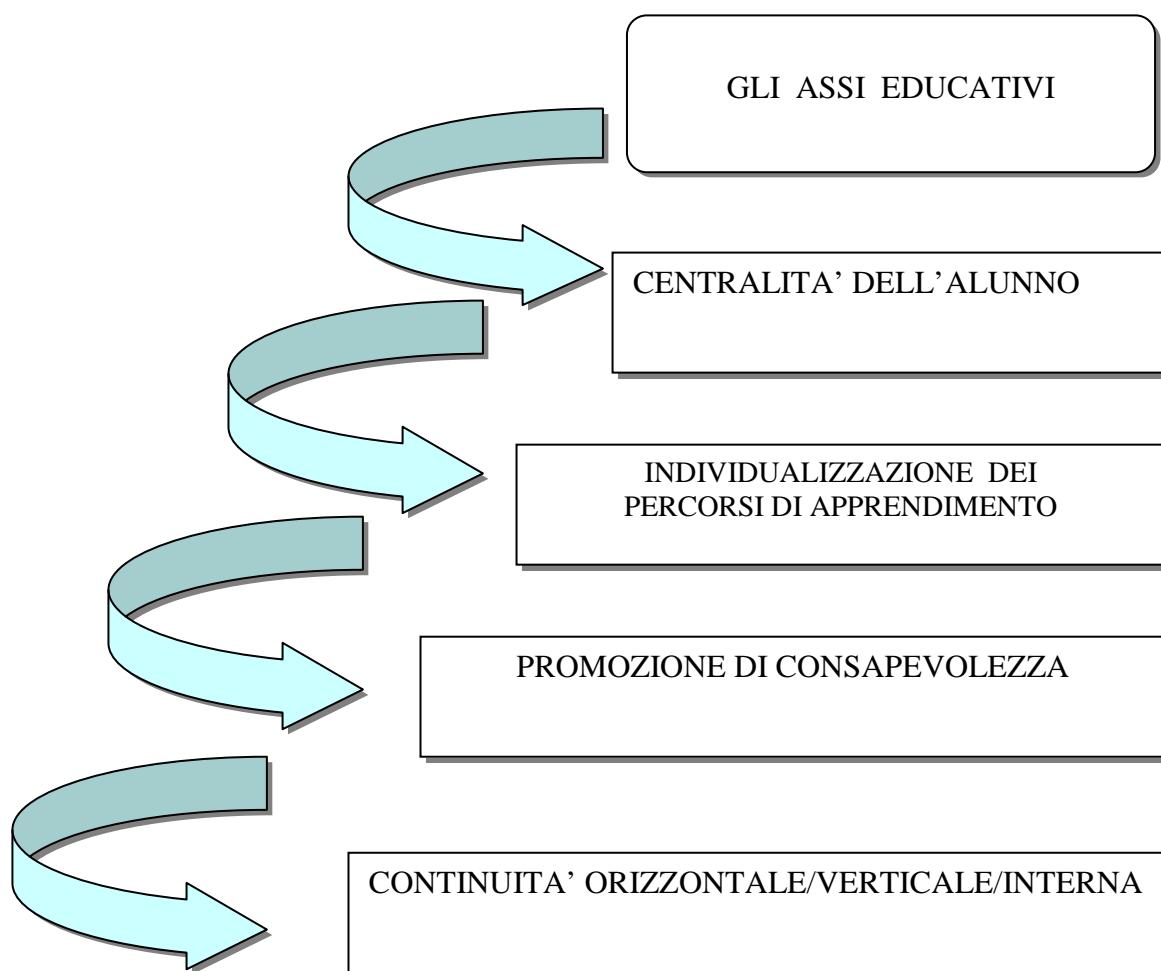 GLI ASSI EDUCATIVI
CENTRALITA’ DELL’ALUNNO
INDIVIDUALIZZAZIONE DEI
PERCORSI DI APPRENDIMENTO
PROMOZIONE DI CONSAPEVOLEZZA
CONTINUITA’ ORIZZONTALE/VERTICALE/INTERNA